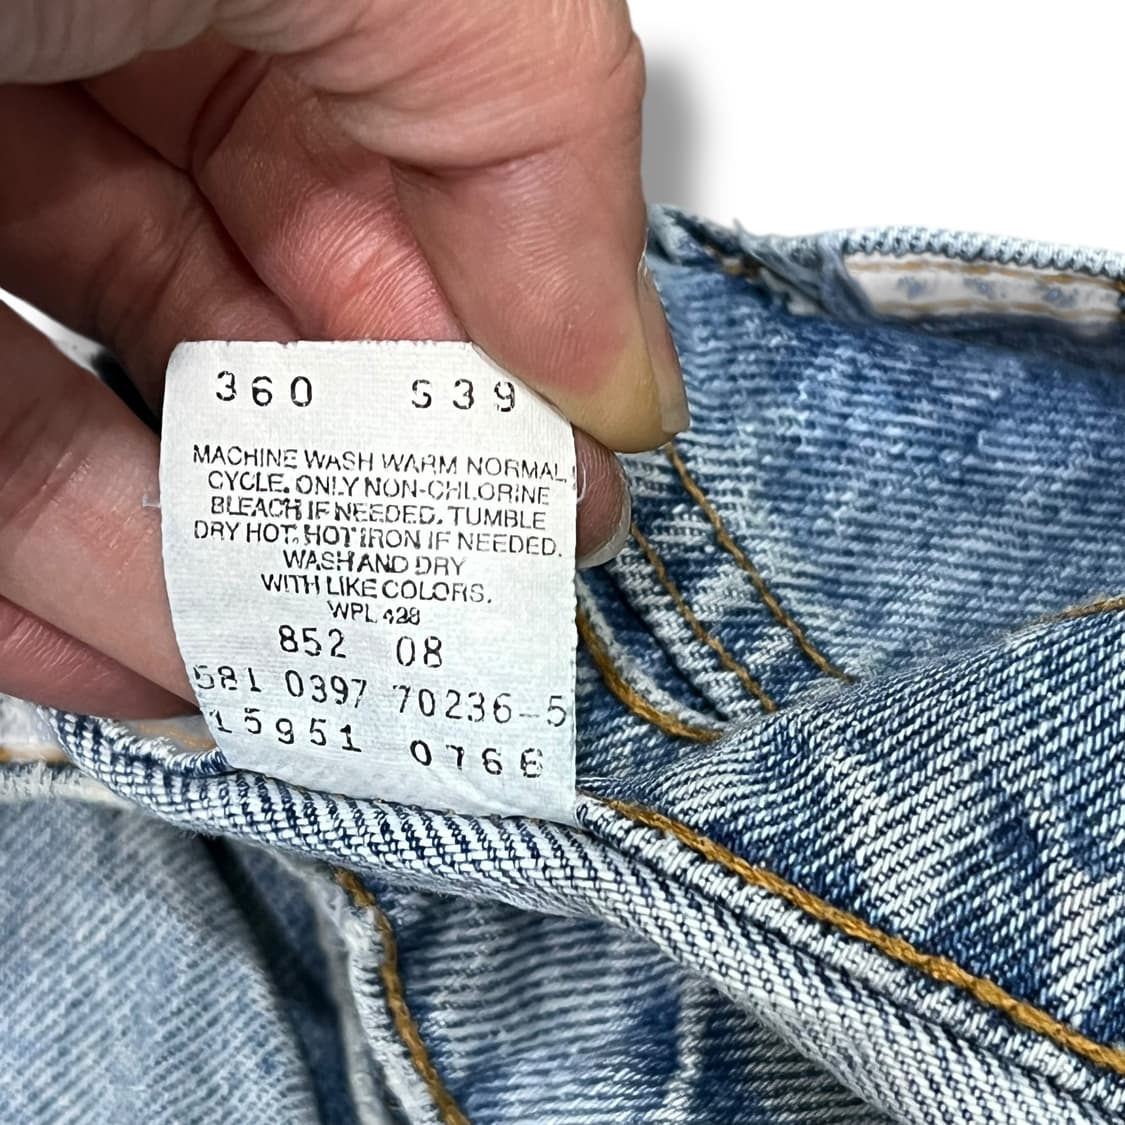 360 S39
MACHINE WASH WARM NORMAL
CYCLE. ONLY NON-CHLORINE
BLEACH IF NEEDED. TUMBLE
DRY HOT. HOT IRON IF NEEDED.
WASH AND DRY
WITH LIKE COLORS.
WPL 428
852 08
581 0397 70236-5
15951 0766